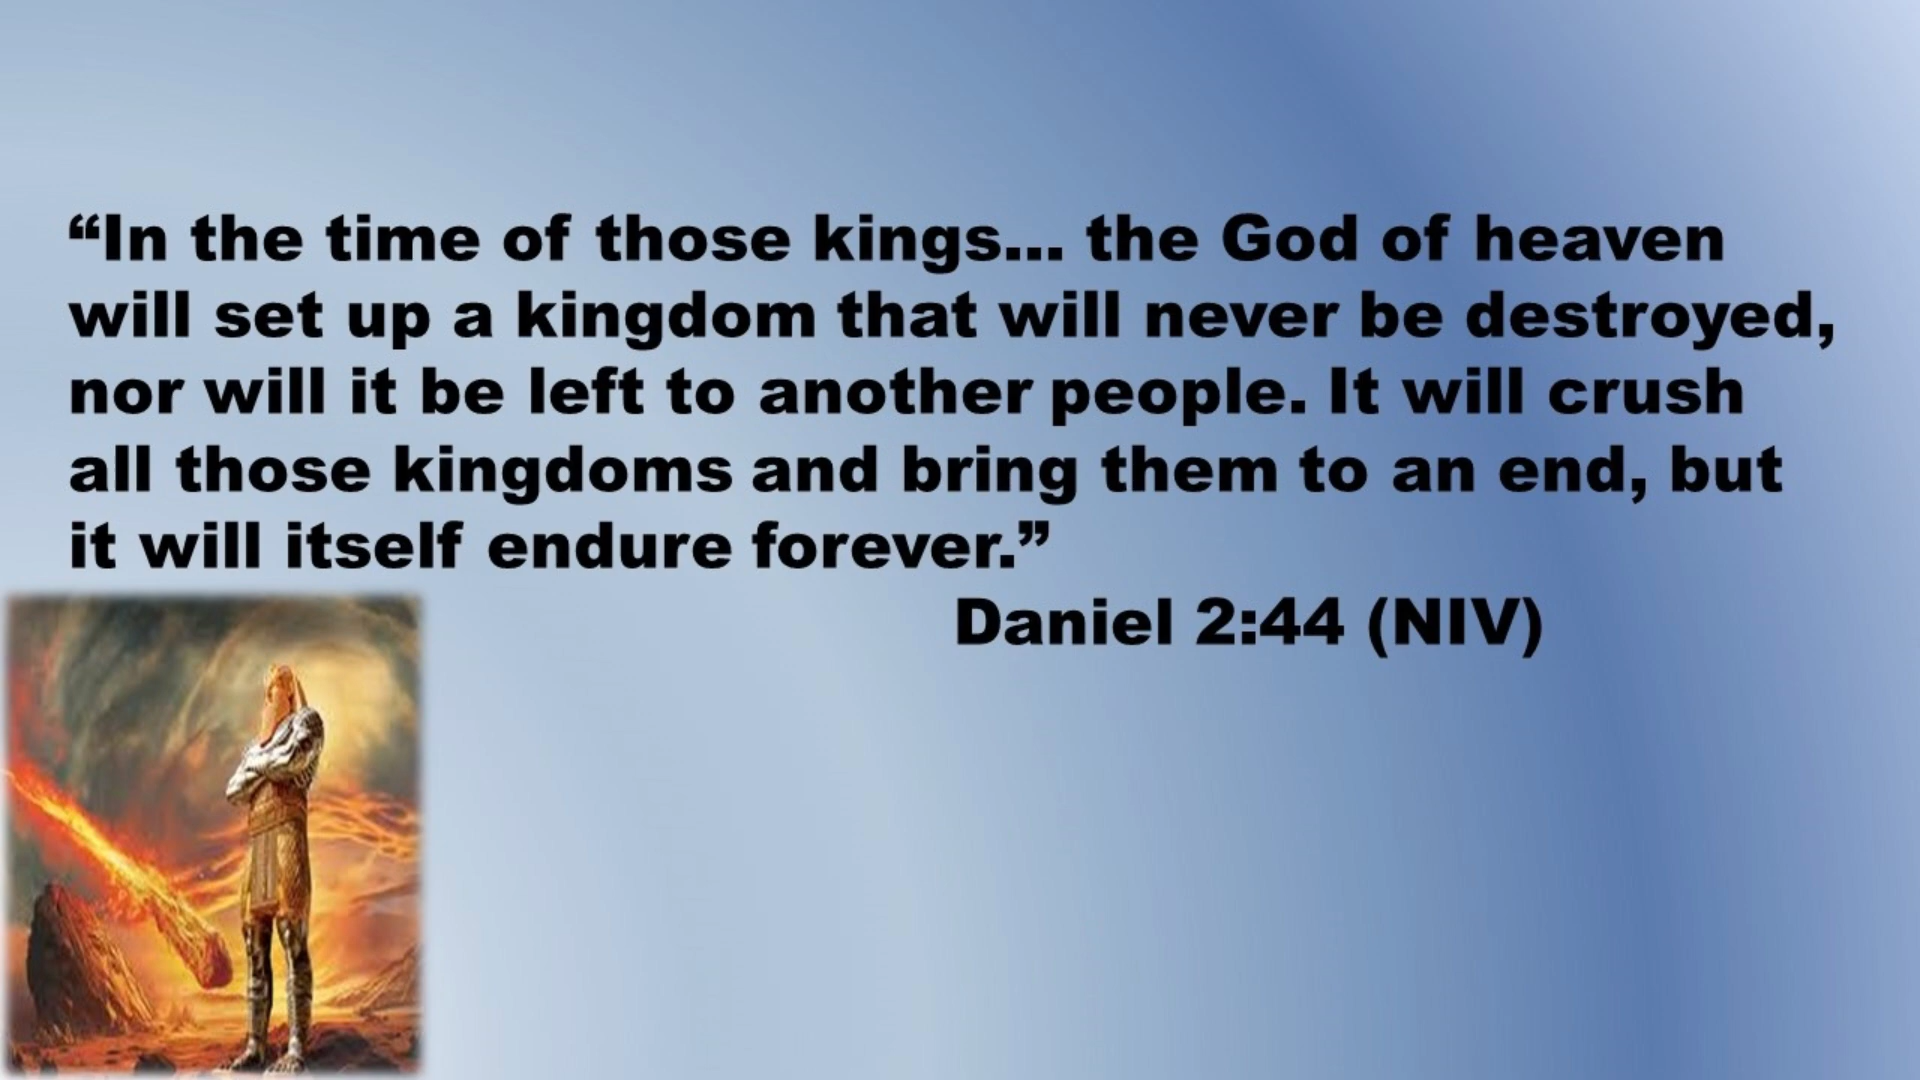 “In the time of those kings... the God of heaven
will set up a kingdom that will never be destroyed,
nor will it be left to another people. It will crush
all those kingdoms and bring them to an end, but
it will itself endure forever.”
Daniel 2:44 (NIV)